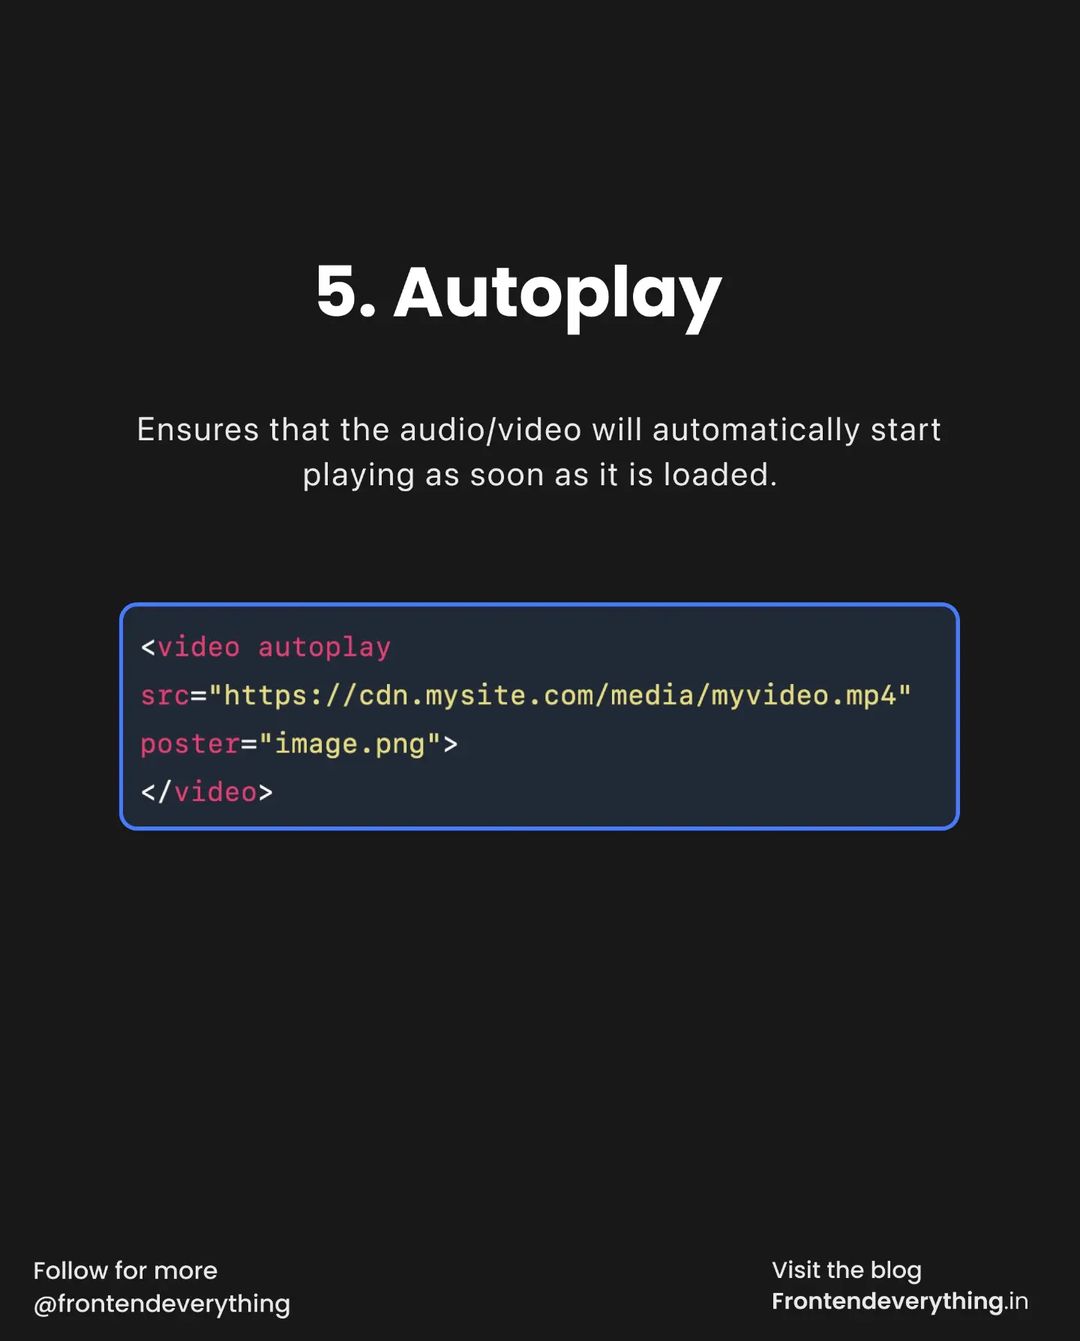 5. Autoplay
Ensures that the audio/video will automatically start
playing as soon as it is loaded.
<video autoplay
src="https://cdn.mysite.com/media/myvideo.mp4"
poster="image.png">
</video>
Follow for more
@frontendeverything
Visit the blog
Frontendeverything.in